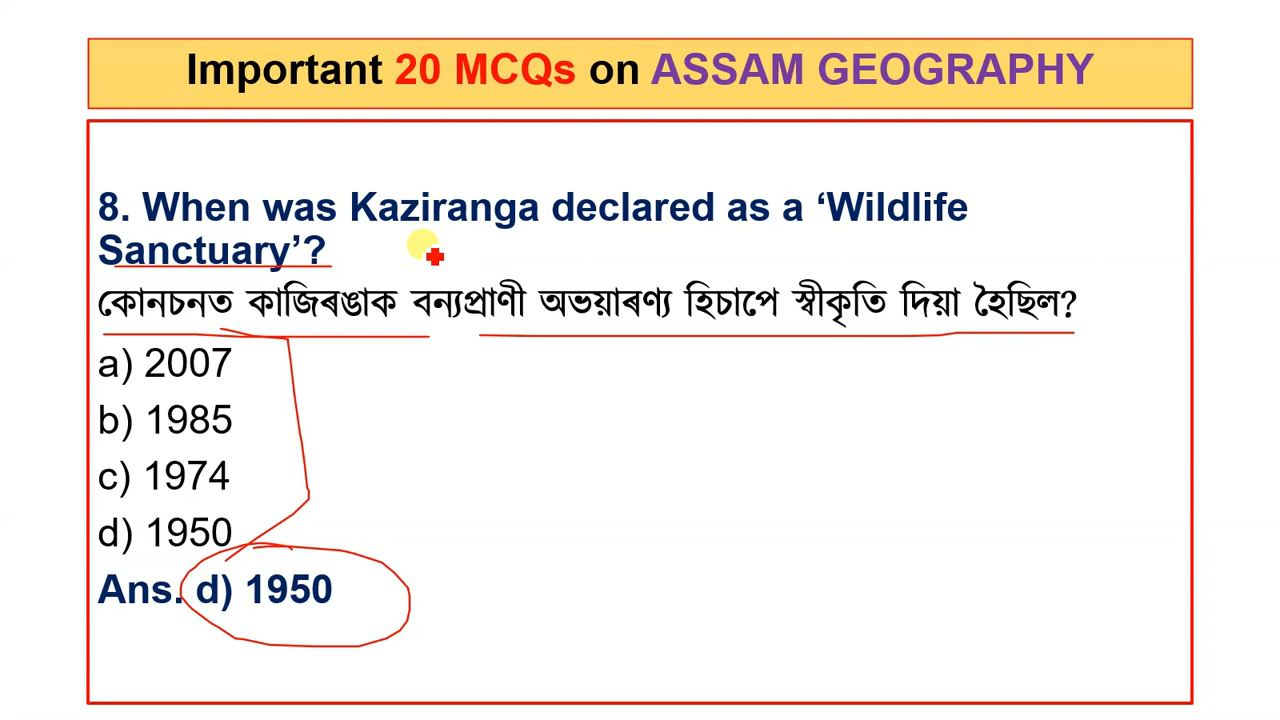 Important 20 MCQs on ASSAM GEOGRAPHY
8. When was Kaziranga declared as a ‘Wildlife
Sanctuary’?
কোনচনত কাজিৰঙাক বন্যপ্ৰাণী অভয়াৰণ্য হিচাপে স্বীকৃতি দিয়া হৈছিল?
a) 2007
b) 1985
c) 1974
d) 1950
Ans. d) 1950